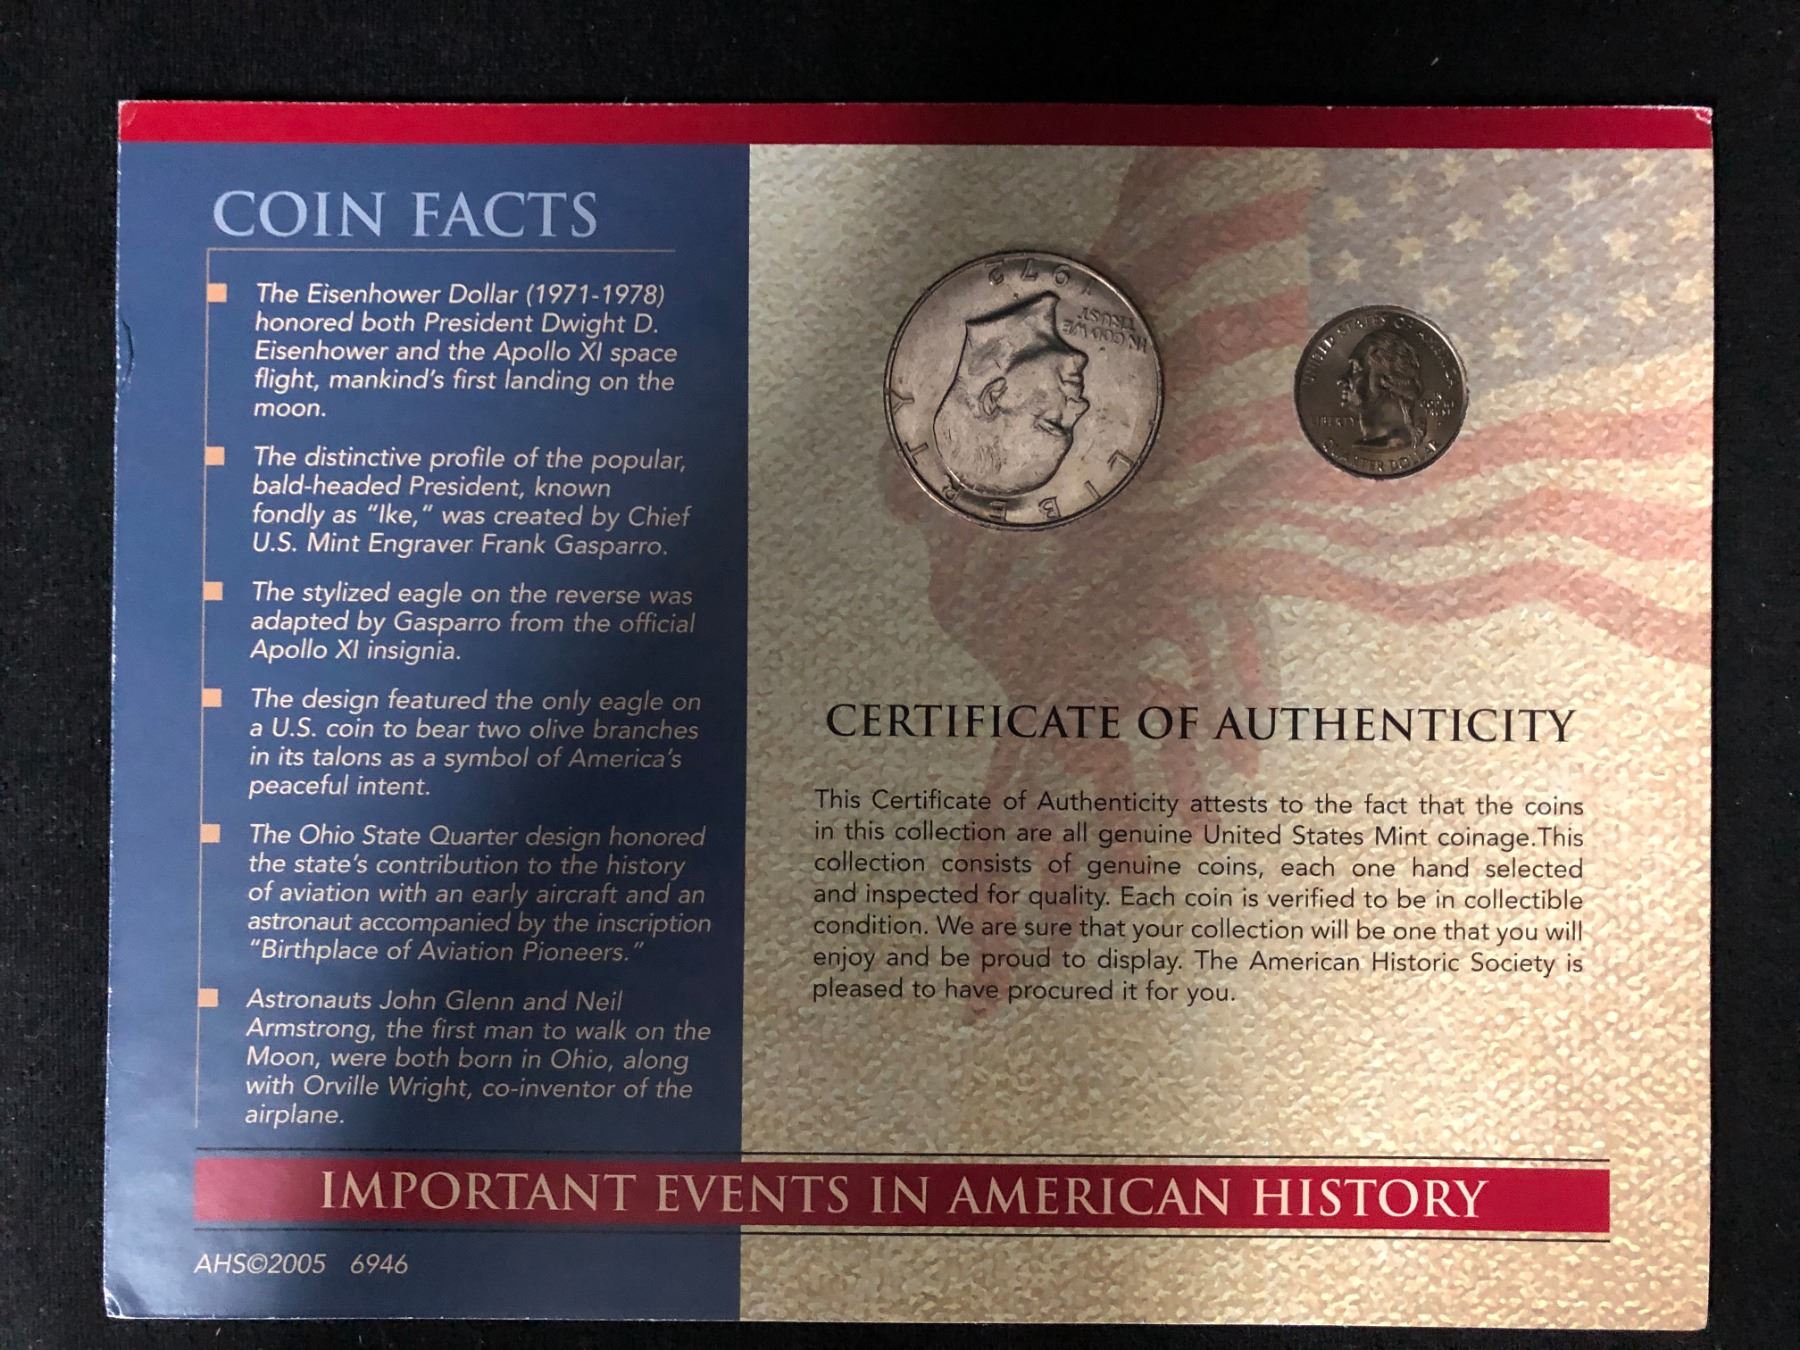 COIN FACTS
The Eisenhower Dollar (1971-1978)
honored both President Dwight D.
Eisenhower and the Apollo XI space
flight, mankind's first landing on the
moon.
The distinctive profile of the popular,
bald-headed President, known
fondly as "Ike," was created by Chief
U.S. Mint Engraver Frank Gasparro.
The stylized eagle on the reverse was
adapted by Gasparro from the official
Apollo XI insignia.
The design featured the only eagle on
a U.S. coin to bear two olive branches
in its talons as a symbol of America's
peaceful intent.
The Ohio State Quarter design honored
the state's contribution to the history
of aviation with an early aircraft and an
astronaut accompanied by the inscription
"Birthplace of Aviation Pioneers."
Astronauts John Glenn and Neil
Armstrong, the first man to walk on the
Moon, were both born in Ohio, along
with Orville Wright, co-inventor of the
airplane.
LIBERTY
IN GOD WE
TRUST
1972
UNITED STATES OF AMERICA
LIBERTY
IN
GOD WE
TRUST
QUARTER DOLLAR
CERTIFICATE OF AUTHENTICITY
This Certificate of Authenticity attests to the fact that the coins
in this collection are all genuine United States Mint coinage.This
collection consists of genuine coins, each one hand selected
and inspected for quality. Each coin is verified to be in collectible
condition. We are sure that your collection will be one that you will
enjoy and be proud to display. The American Historic Society is
pleased to have procured it for you.
IMPORTANT EVENTS IN AMERICAN HISTORY
AHS©2005 6946